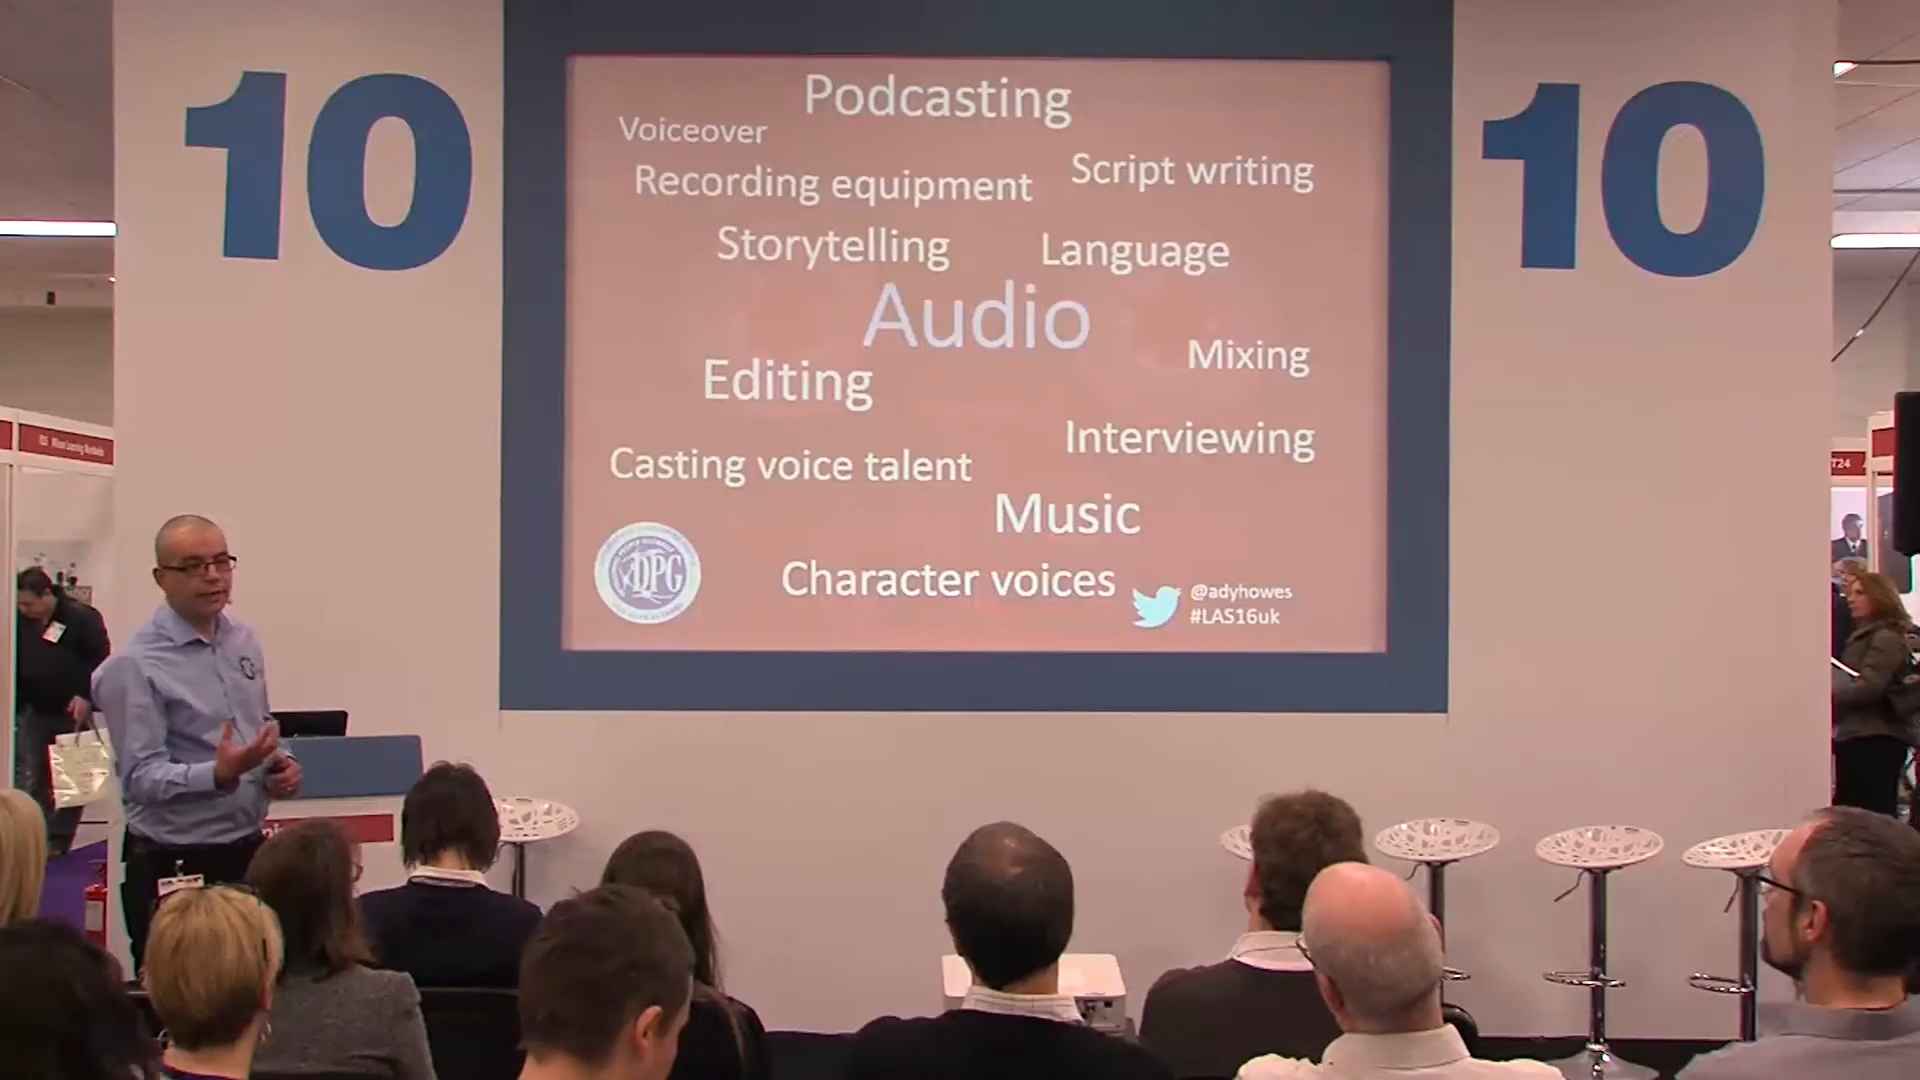 10
10
Podcasting
Voiceover
Recording equipment
Script writing
Storytelling
Language
Audio
Mixing
Editing
Interviewing
Casting voice talent
Music
DPG
Character voices
@adyhowes
#LAS16uk
T24